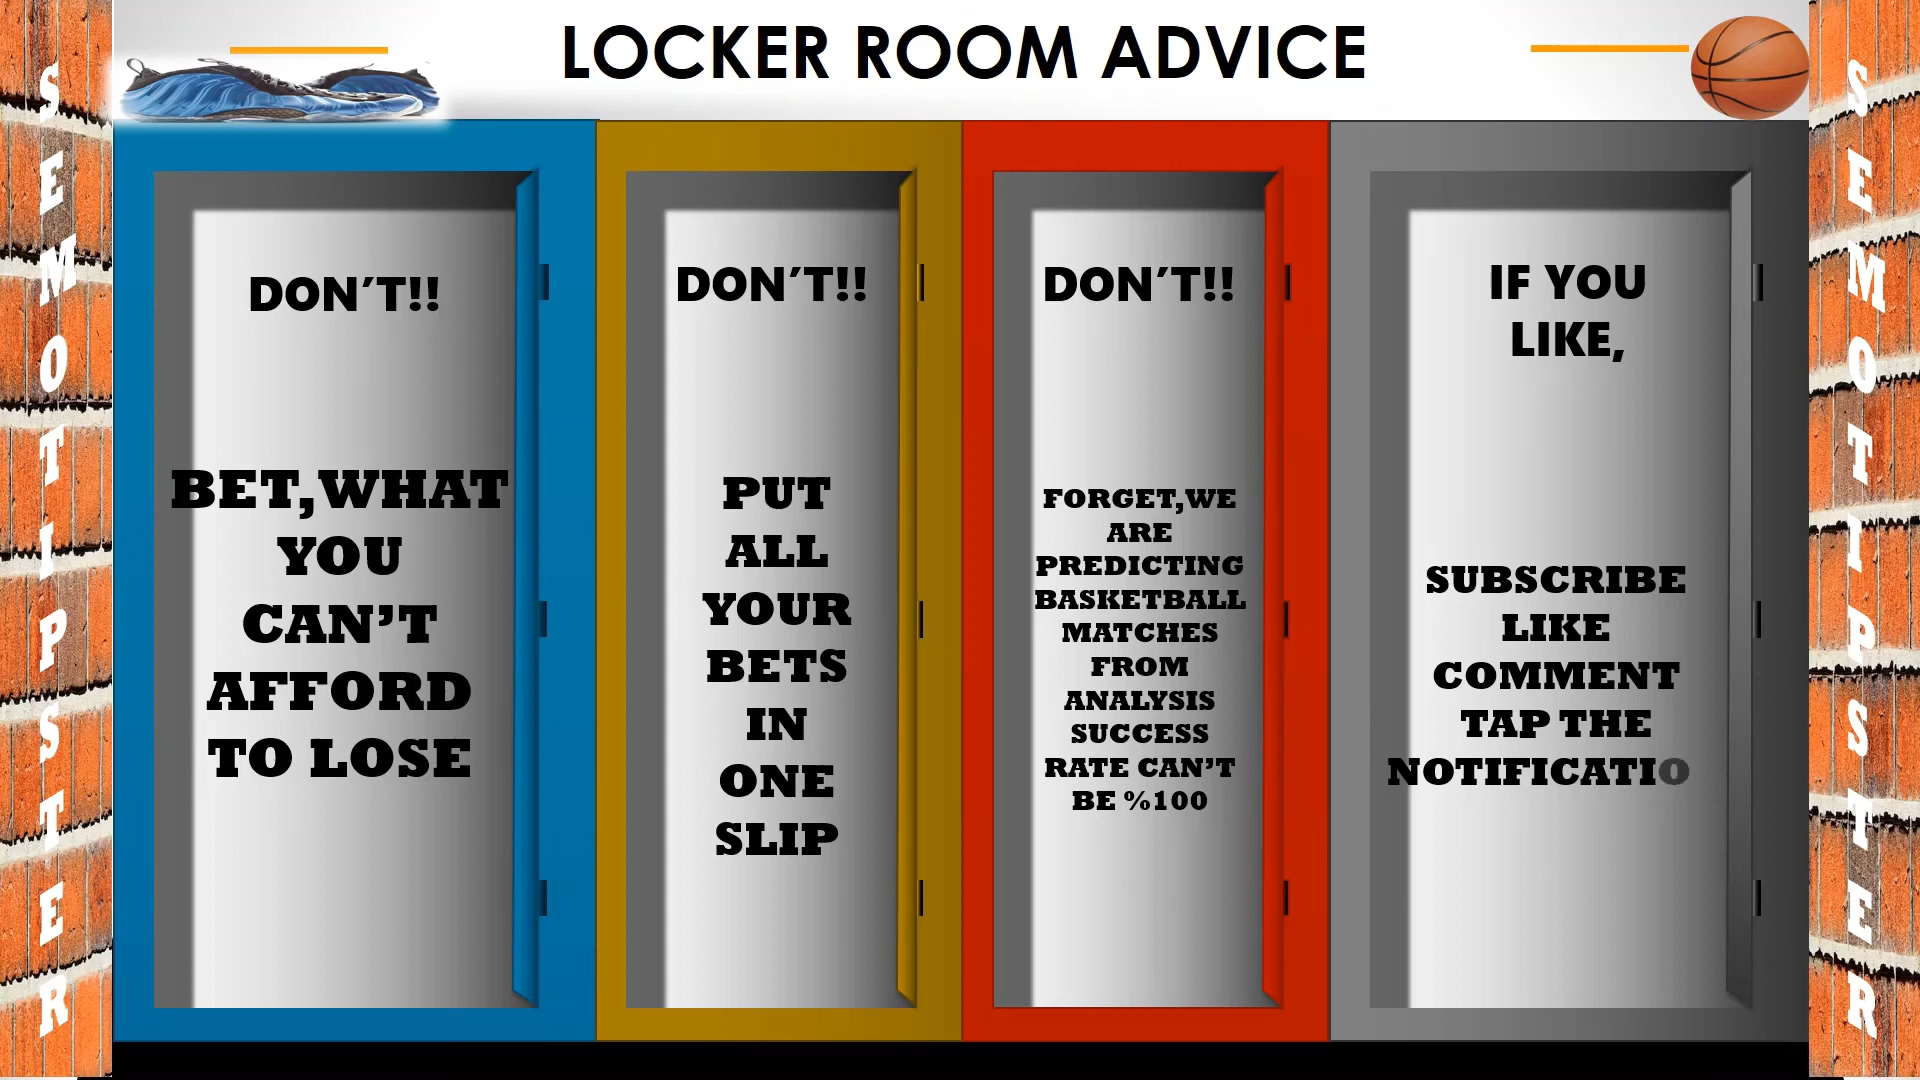 LOCKER ROOM ADVICE
SEMOTIPSTER
DON'T!!
BET,WHAT
YOU
CAN'T
AFFORD
TO LOSE
DON'T!!
PUT
ALL
YOUR
BETS
IN
ONE
SLIP
DON'T!!
FORGET,WE
ARE
PREDICTING
BASKETBALL
MATCHES
FROM
ANALYSIS
SUCCESS
RATE CAN'T
BE %100
IF YOU
LIKE,
SUBSCRIBE
LIKE
COMMENT
TAP THE
NOTIFICATIO
SEMOTIPSTER